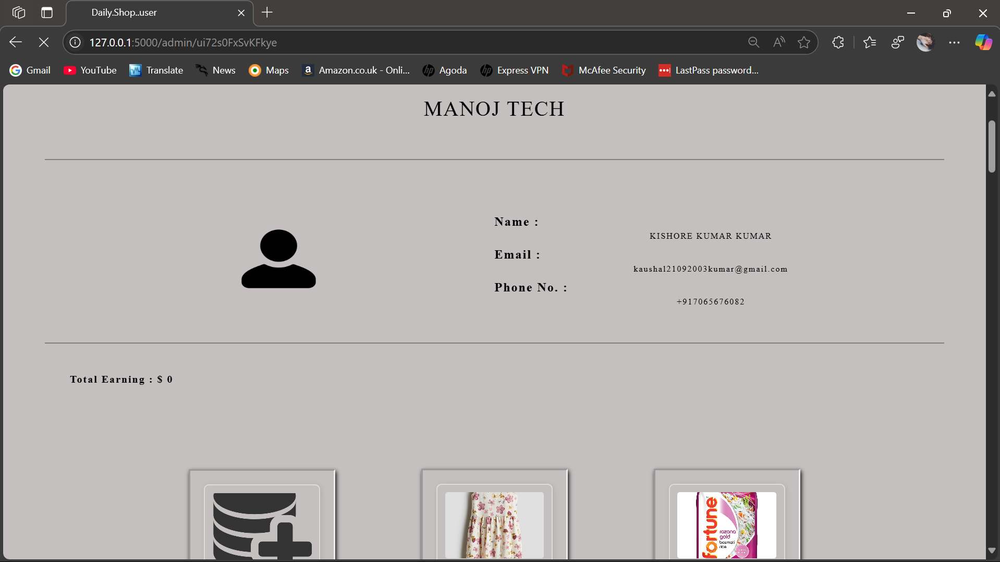 Daily.Shop..user
127.0.0.1:5000/admin/ui72s0FxSvKFkye
Gmail YouTube Translate News Maps Amazon.co.uk - Onli... Agoda Express VPN McAfee Security LastPass password...
MANOJ TECH
Name :
KISHORE KUMAR KUMAR
Email :
kaushal21092003kumar@gmail.com
Phone No. :
+917065676082
Total Earning : $ 0
fortune
rozana
gold
basmati
rice